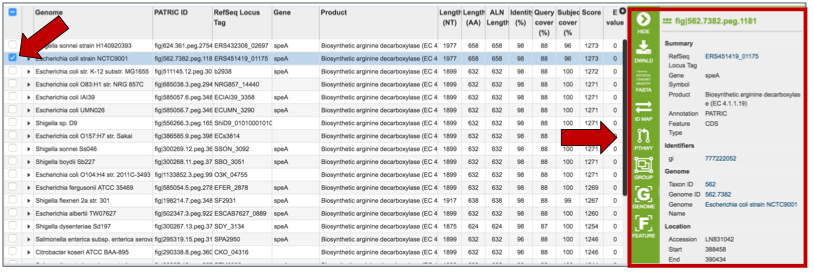 Genome PATRIC ID RefSeq Locus Tag Gene Product Length (NT) Length (AA) ALN Length Identity (%) Query cover (%) Subject cover (%) Score E value
Shigella sonnei strain H140920393 fig|624.361.peg.2754 ERS432308_02697 speA Biosynthetic arginine decarboxylase (EC 4 1977 658 658 98 88 96 1273 0
Escherichia coli strain NCTC9001 fig|562.7382.peg.118 ERS451419_01175 speA Biosynthetic arginine decarboxylase (EC 4 1977 658 658 98 88 96 1273 0
Escherichia coli str. K-12 substr. MG1655 fig|511145.12.peg.30 b2938 speA Biosynthetic arginine decarboxylase (EC 4 1899 632 632 98 88 100 1272 0
Escherichia coli O83:H1 str. NRG 857C fig|685038.3.peg.294 NRG857_14440 Biosynthetic arginine decarboxylase (EC 4 1899 632 632 98 88 100 1271 0
Escherichia coli IAI39 fig|585057.6.peg.348 ECIAI39_3358 speA Biosynthetic arginine decarboxylase (EC 4 1899 632 632 98 88 100 1271 0
Escherichia coli UMN026 fig|585056.7.peg.346 ECUMN_3290 speA Biosynthetic arginine decarboxylase (EC 4 1899 632 632 98 88 100 1271 0
Shigella sp. D9 fig|556266.3.peg.165 ShiD9_0101000101 Biosynthetic arginine decarboxylase (EC 4 1899 632 632 98 88 100
Escherichia coli O157:H7 str. Sakai fig|386585.9.peg.398 ECs3814 Biosynthetic arginine decarboxylase (EC 4 1899 632 632 98 88 100
Shigella sonnei Ss046 fig|300269.12.peg.36 SSON_3092 speA Biosynthetic arginine decarboxylase (EC 4 1899 632 632 98 88 100 1271 0
Shigella boydii Sb227 fig|300268.11.peg.37 SBO_3051 speA Biosynthetic arginine decarboxylase (EC 4 1899 632 632 98 88 100 1271 0
Escherichia coli O104:H4 str. 2011C-3493 fig|1133852.3.peg.99 O3K_04755 Biosynthetic arginine decarboxylase (EC 4 1899 632 632 98 88 100 1271 0
Escherichia fergusonii ATCC 35469 fig|585054.5.peg.278 EFER_2878 speA Biosynthetic arginine decarboxylase (EC 4 1899 632 632 98 88 100 1269 0
Shigella flexneri 2a str. 301 fig|198214.7.peg.348 SF2931 speA Biosynthetic arginine decarboxylase (EC 4 1917 638 638 98 88 99 1267 0
Escherichia albertii TW07627 fig|502347.3.peg.922 ESCAB7627_0889 speA Biosynthetic arginine decarboxylase (EC 4 1899 632 632 98 88 100 1260 0
Shigella dysenteriae Sd197 fig|300267.13.peg.37 SDY_3134 speA Biosynthetic arginine decarboxylase (EC 4 1875 624 624 98 87 100 1254 0
Salmonella enterica subsp. enterica serova fig|295319.15.peg.31 SPA2950 speA Biosynthetic arginine decarboxylase (EC 4 1899 632 632 96 88 100 1246 0
Citrobacter koseri ATCC BAA-895 fig|290338.8.peg.360 CKO_04316 Biosynthetic arginine decarboxylase (EC 4 1899 632 632 96 88 100 1246 0
HIDE
DWNLD
FASTA
ID MAP
PTHWY
GROUP
GENOME
FEATURE
fig|562.7382.peg.1181
Summary
RefSeq Locus Tag ERS451419_01175
Gene Symbol speA
Product Biosynthetic arginine decarboxylase (EC 4.1.1.19)
Annotation PATRIC
Feature Type CDS
Identifiers
gi 777222052
Genome
Taxon ID 562
Genome ID 562.7382
Genome Name Escherichia coli strain NCTC9001
Location
Accession LN831042
Start 388458
End 390434